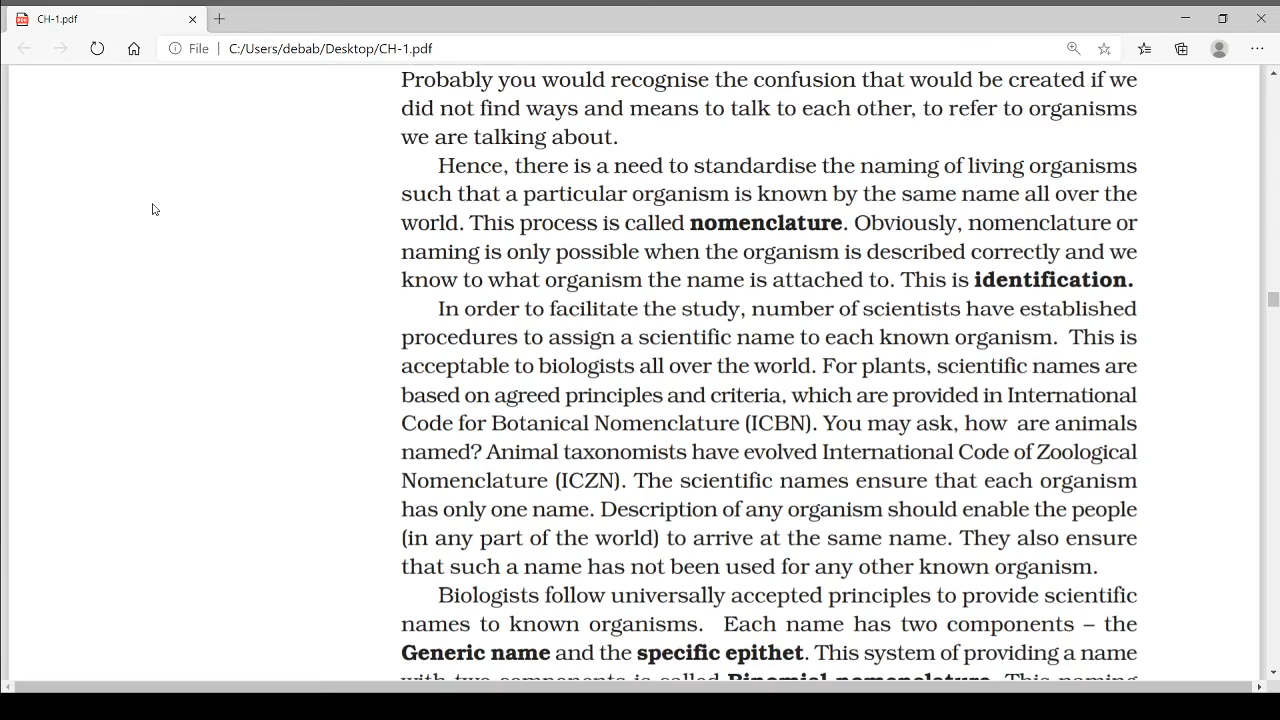 CH-1.pdf
File
C:/Users/debab/Desktop/CH-1.pdf
Probably you would recognise the confusion that would be created if we
did not find ways and means to talk to each other, to refer to organisms
we are talking about.
Hence, there is a need to standardise the naming of living organisms
such that a particular organism is known by the same name all over the
world. This process is called nomenclature. Obviously, nomenclature or
naming is only possible when the organism is described correctly and we
know to what organism the name is attached to. This is identification.
In order to facilitate the study, number of scientists have established
procedures to assign a scientific name to each known organism. This is
acceptable to biologists all over the world. For plants, scientific names are
based on agreed principles and criteria, which are provided in International
Code for Botanical Nomenclature (ICBN). You may ask, how are animals
named? Animal taxonomists have evolved International Code of Zoological
Nomenclature (ICZN). The scientific names ensure that each organism
has only one name. Description of any organism should enable the people
(in any part of the world) to arrive at the same name. They also ensure
that such a name has not been used for any other known organism.
Biologists follow universally accepted principles to provide scientific
names to known organisms. Each name has two components – the
Generic name and the specific epithet. This system of providing a name
with two components is called Binomial nomenclature. This naming